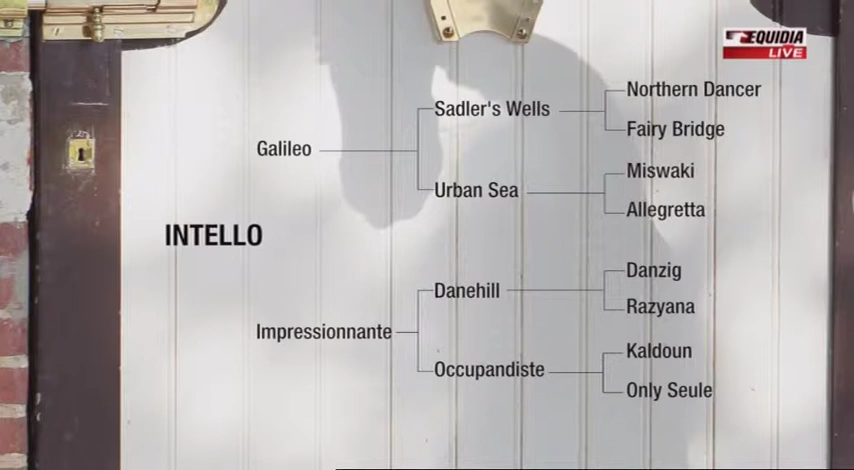 EQUIDIA
LIVE
Northern Dancer
Sadler's Wells
Fairy Bridge
Galileo
Miswaki
Urban Sea
Allegretta
INTELLO
Danzig
Danehill
Razyana
Impressionnante
Kaldoun
Occupandiste
Only Seule